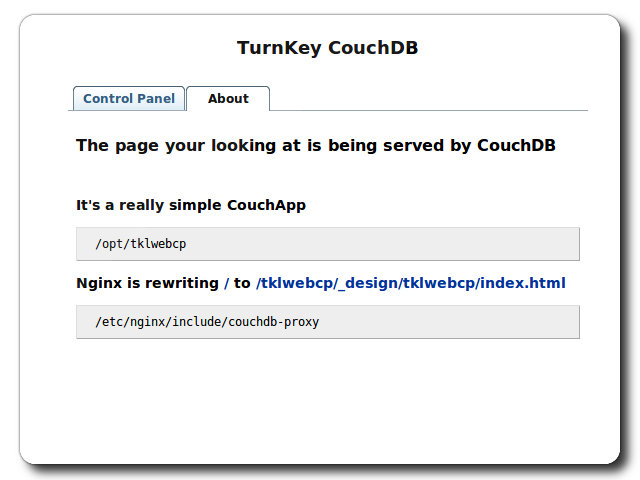 TurnKey CouchDB
Control Panel About
The page your looking at is being served by CouchDB
It's a really simple CouchApp
/opt/tklwebcp
Nginx is rewriting / to /tklwebcp/_design/tklwebcp/index.html
/etc/nginx/include/couchdb-proxy